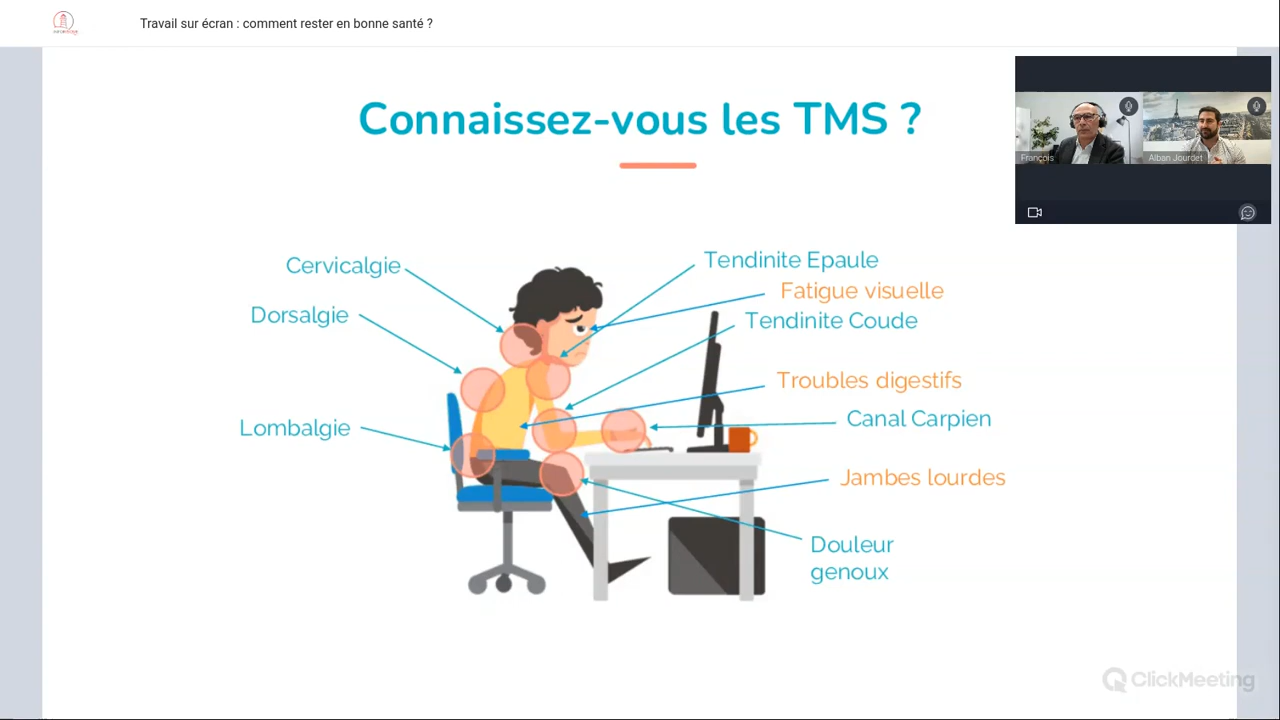 Travail sur écran : comment rester en bonne santé ?
Connaissez-vous les TMS ?
François
Alban Jourdet
Cervicalgie
Tendinite Epaule
Fatigue visuelle
Dorsalgie
Tendinite Coude
Troubles digestifs
Lombalgie
Canal Carpien
Jambes lourdes
Douleur
genoux
ClickMeeting